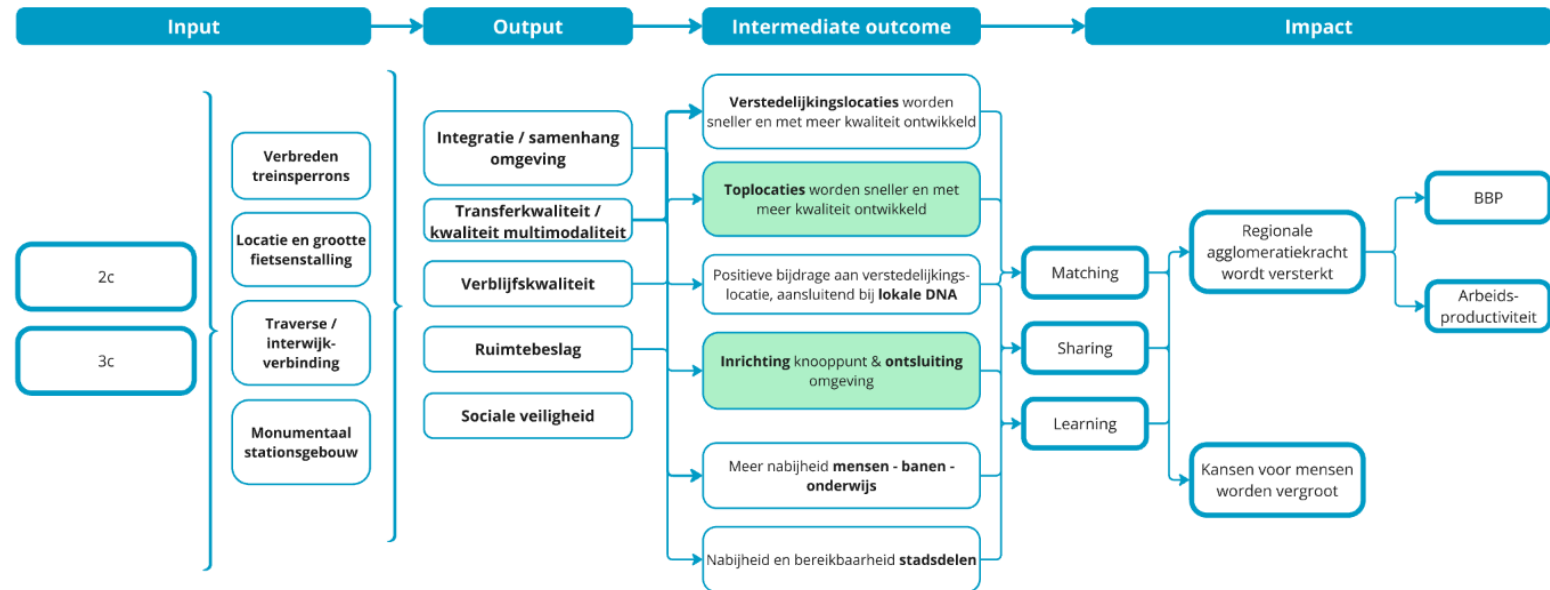 Input
Output
Intermediate outcome
Impact
2c
3c
Verbreden
treinsperrons
Locatie en grootte
fietsenstalling
Traverse /
interwijk-
verbinding
Monumentaal
stationsgebouw
Integratie / samenhang
omgeving
Transferkwaliteit /
kwaliteit multimodaliteit
Verblijfskwaliteit
Ruimtebeslag
Sociale veiligheid
Verstedelijkingslocaties worden
sneller en met meer kwaliteit ontwikkeld
Toplocaties worden sneller en met
meer kwaliteit ontwikkeld
Positieve bijdrage aan verstedelijkings-
locatie, aansluitend bij lokale DNA
Inrichting knooppunt & ontsluiting
omgeving
Meer nabijheid mensen - banen -
onderwijs
Nabijheid en bereikbaarheid stadsdelen
Matching
Sharing
Learning
Regionale
agglomeratiekracht
wordt versterkt
Kansen voor mensen
worden vergroot
BBP
Arbeids-
productiviteit